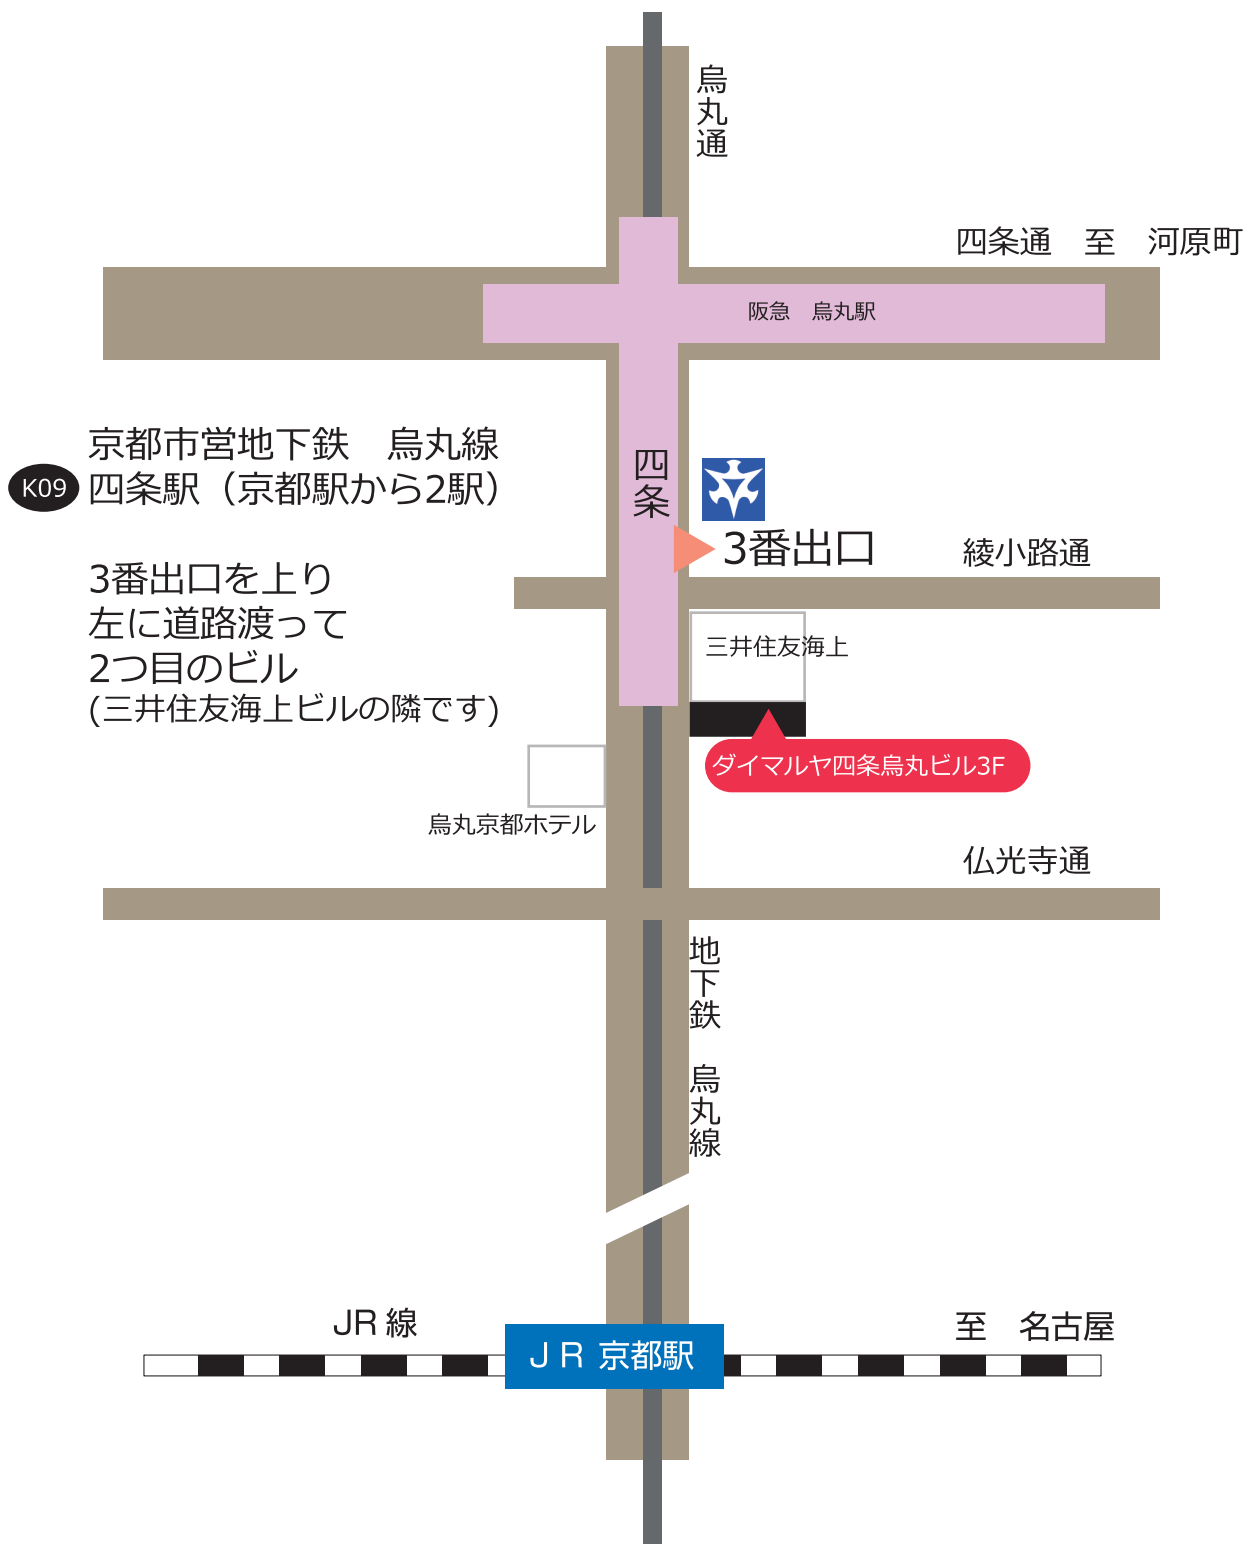 烏丸通
四条通　至　河原町
阪急　烏丸駅
京都市営地下鉄　烏丸線
K09
四条駅（京都駅から2駅）
四条
3番出口
綾小路通
3番出口を上り
左に道路渡って
2つ目のビル
(三井住友海上ビルの隣です)
三井住友海上
ダイマルヤ四条烏丸ビル3F
烏丸京都ホテル
仏光寺通
地下鉄　烏丸線
JR 線
ＪＲ 京都駅
至　名古屋